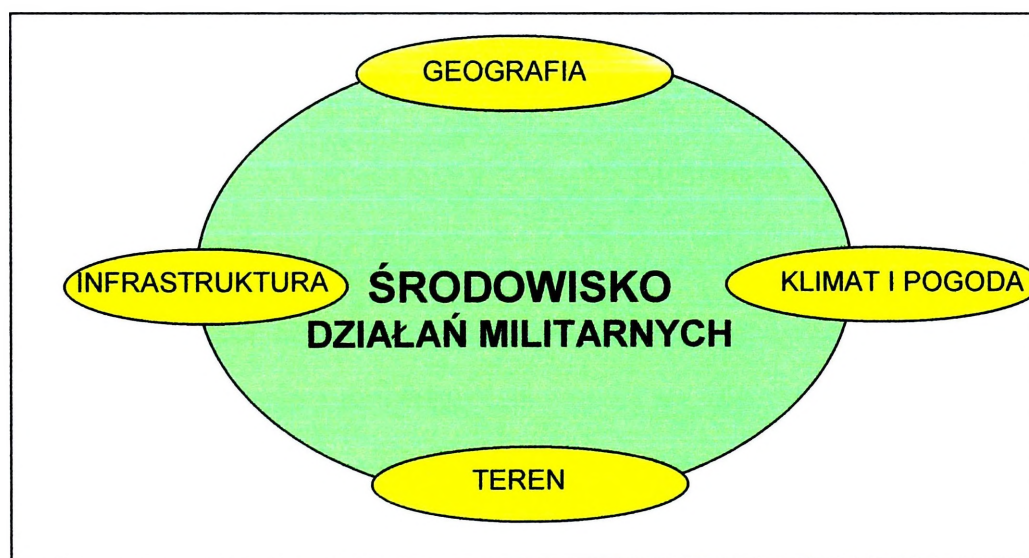 GEOGRAFIA
INFRASTRUKTURA
KLIMAT I POGODA
ŚRODOWISKO
DZIAŁAŃ MILITARNYCH
TEREN